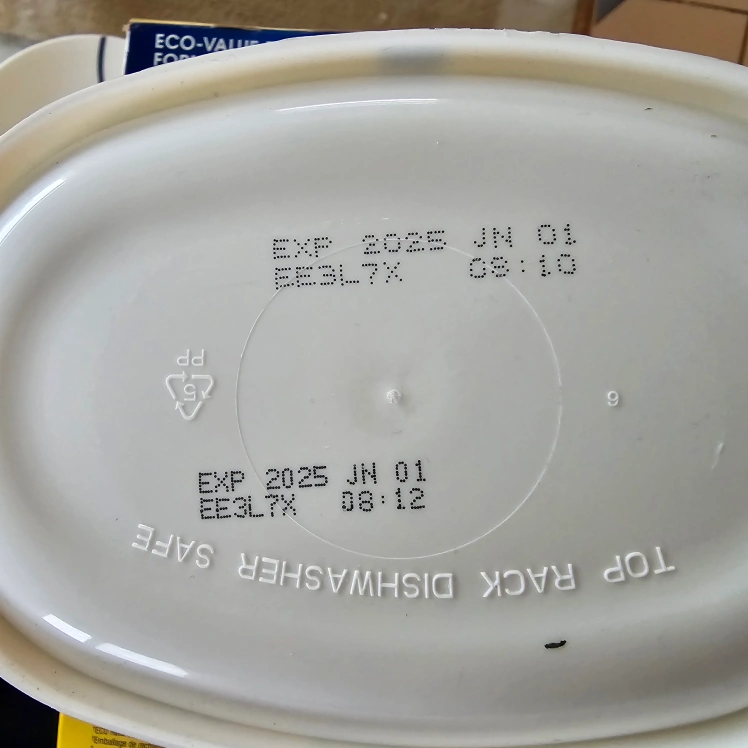 ECO-VALUE
EXP 2025 JN 01
EE3L7X 08:10
5
PP
6
EXP 2025 JN 01
EE3L7X 08:12
TOP RACK DISHWASHER SAFE